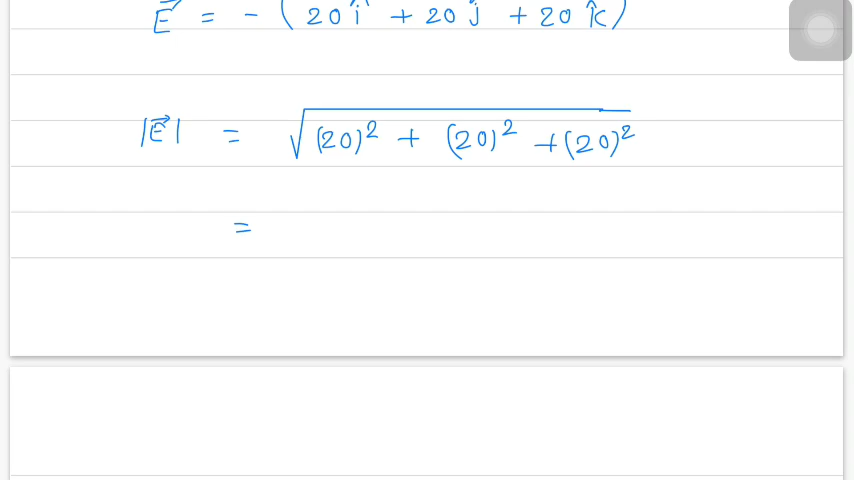 E⃗ = - (20 î + 20 ĵ + 20 k̂)
|E⃗| = √(20)² + (20)² + (20)²
=